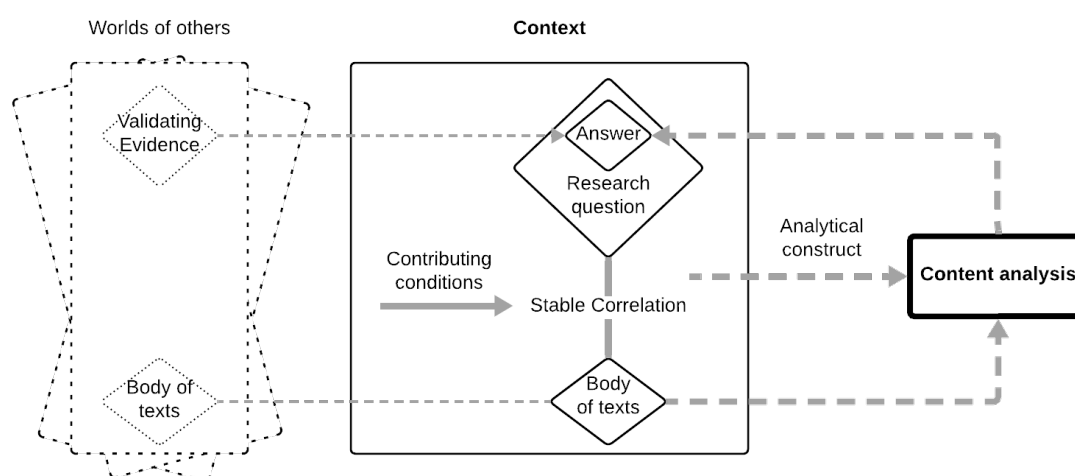 Worlds of others
Context
Validating
Evidence
Answer
Research
question
Analytical
construct
Contributing
conditions
Content analysis
Stable Correlation
Body of
texts
Body
of texts